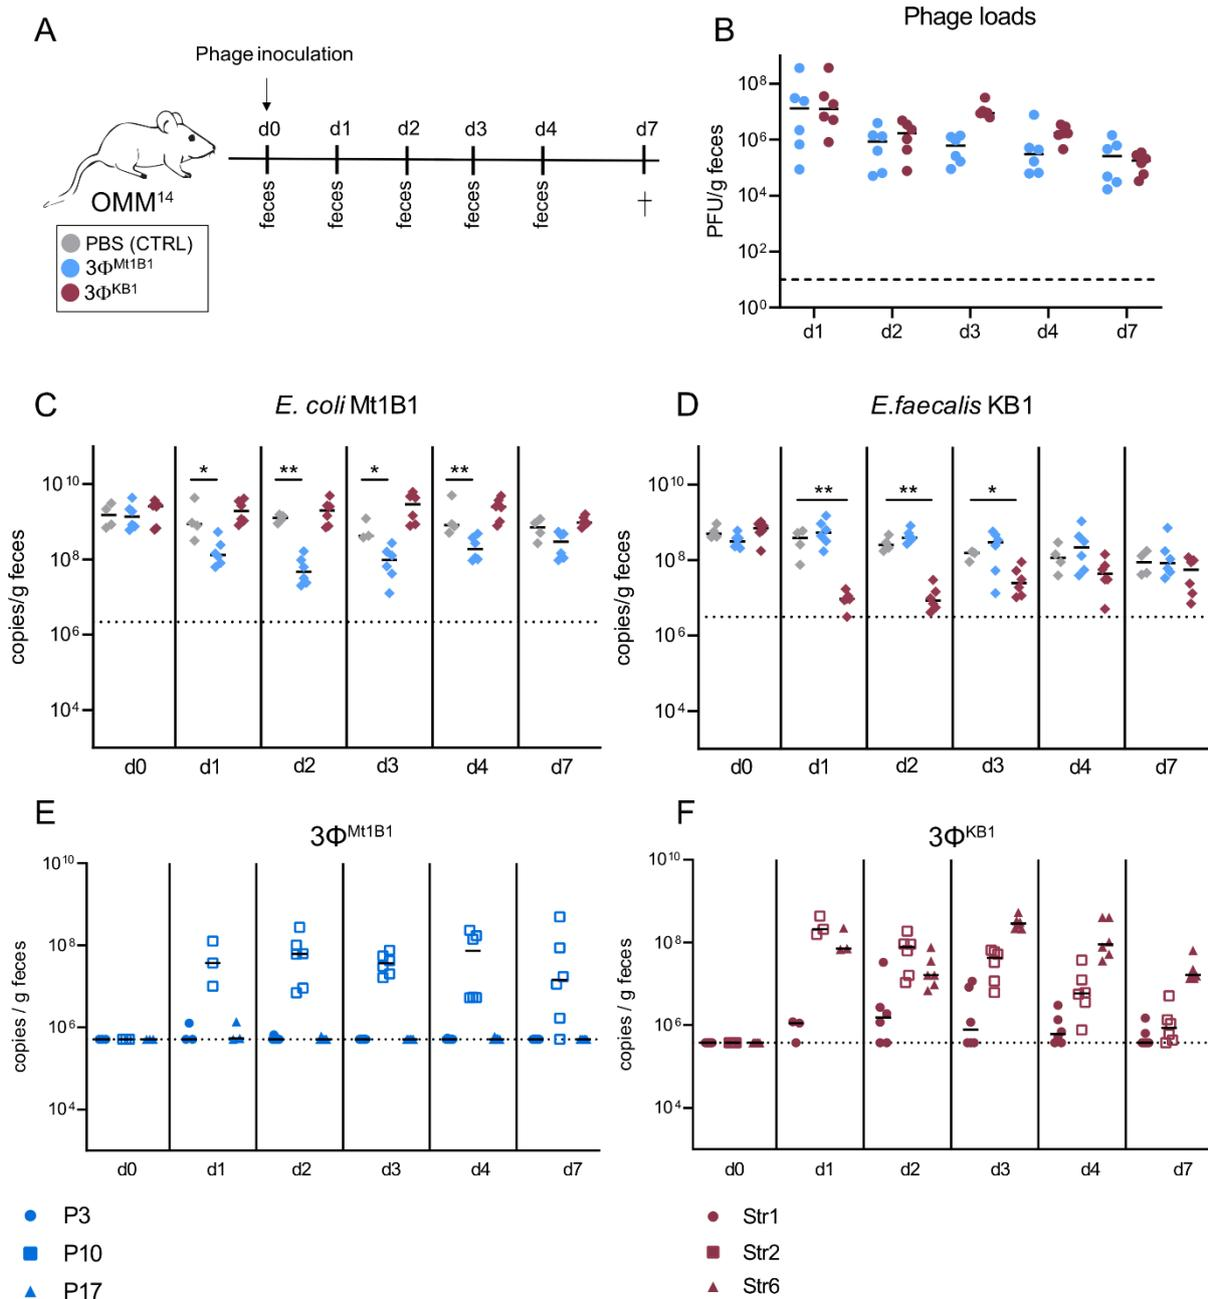 A
Phage inoculation
d0 d1 d2 d3 d4 d7
feces feces feces feces feces †
OMM¹⁴
PBS (CTRL)
3Φᴹᵗ¹ᴮ¹
3Φᴷᴮ¹
B
Phage loads
PFU/g feces
10⁸
10⁶
10⁴
10²
10⁰
d1 d2 d3 d4 d7
C
E. coli Mt1B1
copies/g feces
10¹⁰
10⁸
10⁶
10⁴
* ** * **
d0 d1 d2 d3 d4 d7
D
E.faecalis KB1
copies/g feces
10¹⁰
10⁸
10⁶
10⁴
** ** *
d0 d1 d2 d3 d4 d7
E
3Φᴹᵗ¹ᴮ¹
copies / g feces
10¹⁰
10⁸
10⁶
10⁴
d0 d1 d2 d3 d4 d7
P3
P10
P17
F
3Φᴷᴮ¹
copies / g feces
10¹⁰
10⁸
10⁶
10⁴
d0 d1 d2 d3 d4 d7
Str1
Str2
Str6